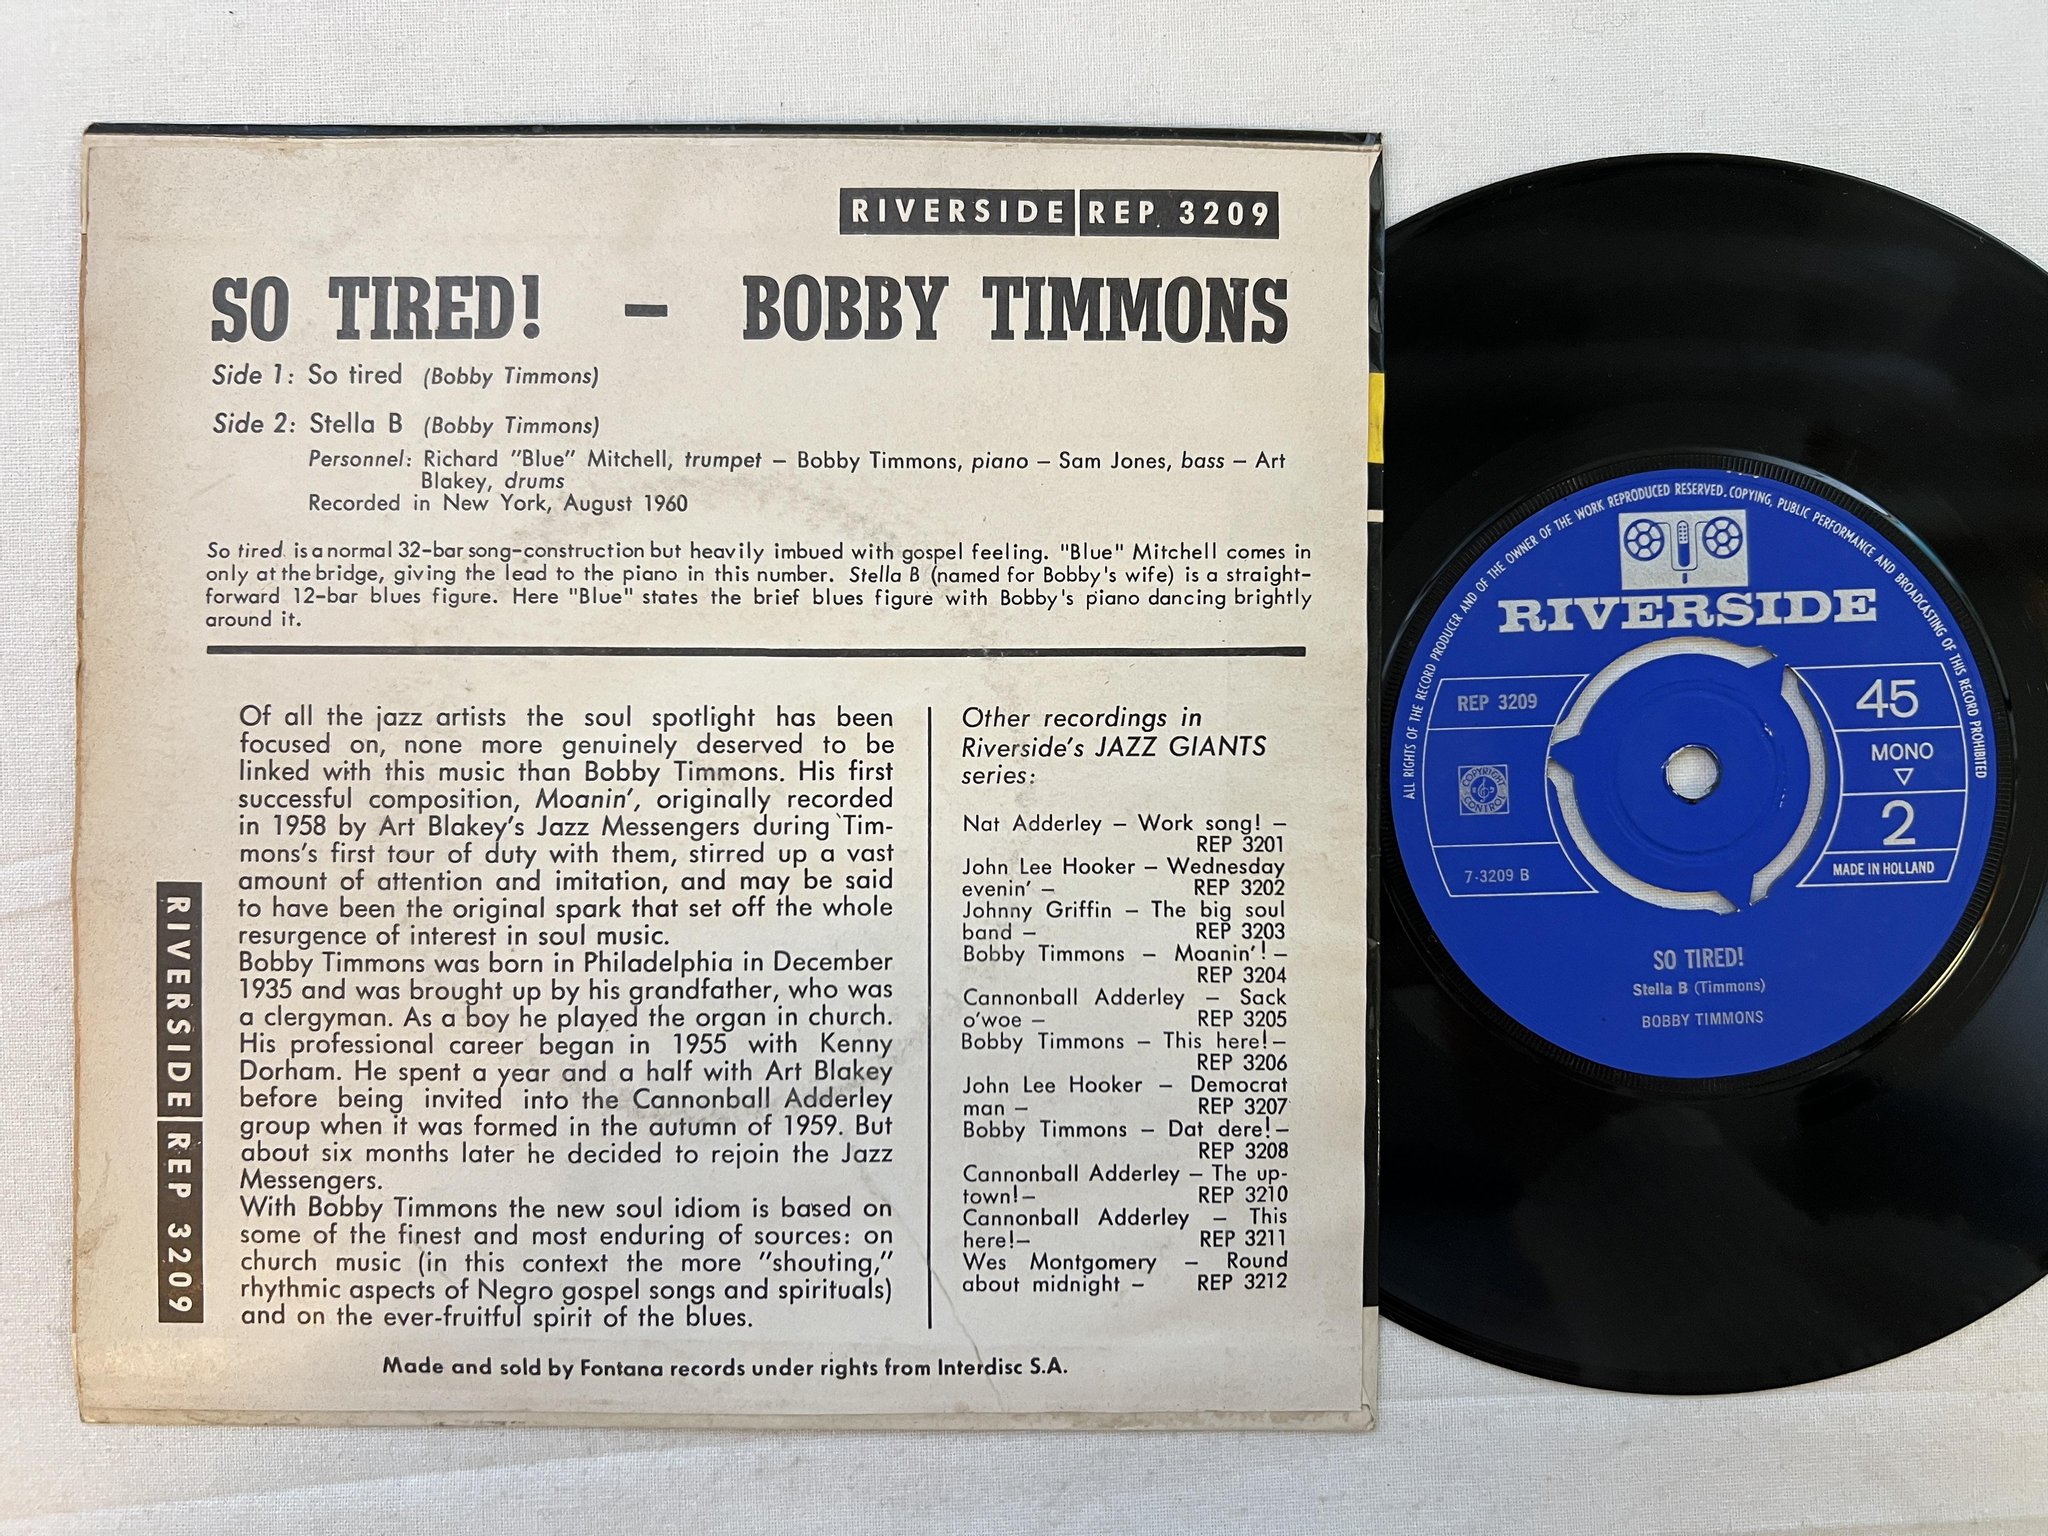 RIVERSIDE REP 3209
SO TIRED! – BOBBY TIMMONS
Side 1: So tired (Bobby Timmons)
Side 2: Stella B (Bobby Timmons)
Personnel: Richard "Blue" Mitchell, trumpet – Bobby Timmons, piano – Sam Jones, bass – Art
Blakey, drums
Recorded in New York, August 1960
So tired is a normal 32-bar song-construction but heavily imbued with gospel feeling. "Blue" Mitchell comes in
only at the bridge, giving the lead to the piano in this number. Stella B (named for Bobby's wife) is a straight-
forward 12-bar blues figure. Here "Blue" states the brief blues figure with Bobby's piano dancing brightly
around it.
Of all the jazz artists the soul spotlight has been
focused on, none more genuinely deserved to be
linked with this music than Bobby Timmons. His first
successful composition, Moanin', originally recorded
in 1958 by Art Blakey's Jazz Messengers during Tim-
mons's first tour of duty with them, stirred up a vast
amount of attention and imitation, and may be said
to have been the original spark that set off the whole
resurgence of interest in soul music.
Bobby Timmons was born in Philadelphia in December
1935 and was brought up by his grandfather, who was
a clergyman. As a boy he played the organ in church.
His professional career began in 1955 with Kenny
Dorham. He spent a year and a half with Art Blakey
before being invited into the Cannonball Adderley
group when it was formed in the autumn of 1959. But
about six months later he decided to rejoin the Jazz
Messengers.
With Bobby Timmons the new soul idiom is based on
some of the finest and most enduring of sources: on
church music (in this context the more "shouting,"
rhythmic aspects of Negro gospel songs and spirituals)
and on the ever-fruitful spirit of the blues.
Other recordings in
Riverside's JAZZ GIANTS
series:
Nat Adderley – Work song! –
REP 3201
John Lee Hooker – Wednesday
evenin' – REP 3202
Johnny Griffin – The big soul
band – REP 3203
Bobby Timmons – Moanin'! –
REP 3204
Cannonball Adderley – Sack
o'woe – REP 3205
Bobby Timmons – This here! –
REP 3206
John Lee Hooker – Democrat
man – REP 3207
Bobby Timmons – Dat dere! –
REP 3208
Cannonball Adderley – The up-
town! – REP 3210
Cannonball Adderley – This
here! – REP 3211
Wes Montgomery – Round
about midnight – REP 3212
RIVERSIDE REP 3209
Made and sold by Fontana records under rights from Interdisc S.A.
ALL RIGHTS OF THE RECORD PRODUCER AND OF THE OWNER OF THE WORK REPRODUCED RESERVED. COPYING, PUBLIC PERFORMANCE AND BROADCASTING OF THIS RECORD PROHIBITED
RIVERSIDE
REP 3209
COPYRIGHT
CONTROL
7-3209 B
45
MONO
2
MADE IN HOLLAND
SO TIRED!
Stella B (Timmons)
BOBBY TIMMONS